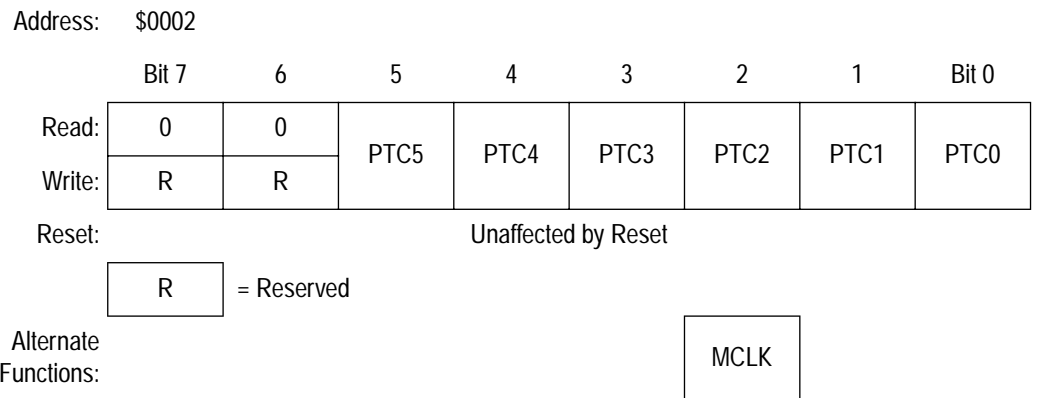 Address: $0002
Bit 7 6 5 4 3 2 1 Bit 0
Read: 0 0 PTC5 PTC4 PTC3 PTC2 PTC1 PTC0
Write: R R
Reset: Unaffected by Reset
R = Reserved
Alternate
Functions: MCLK